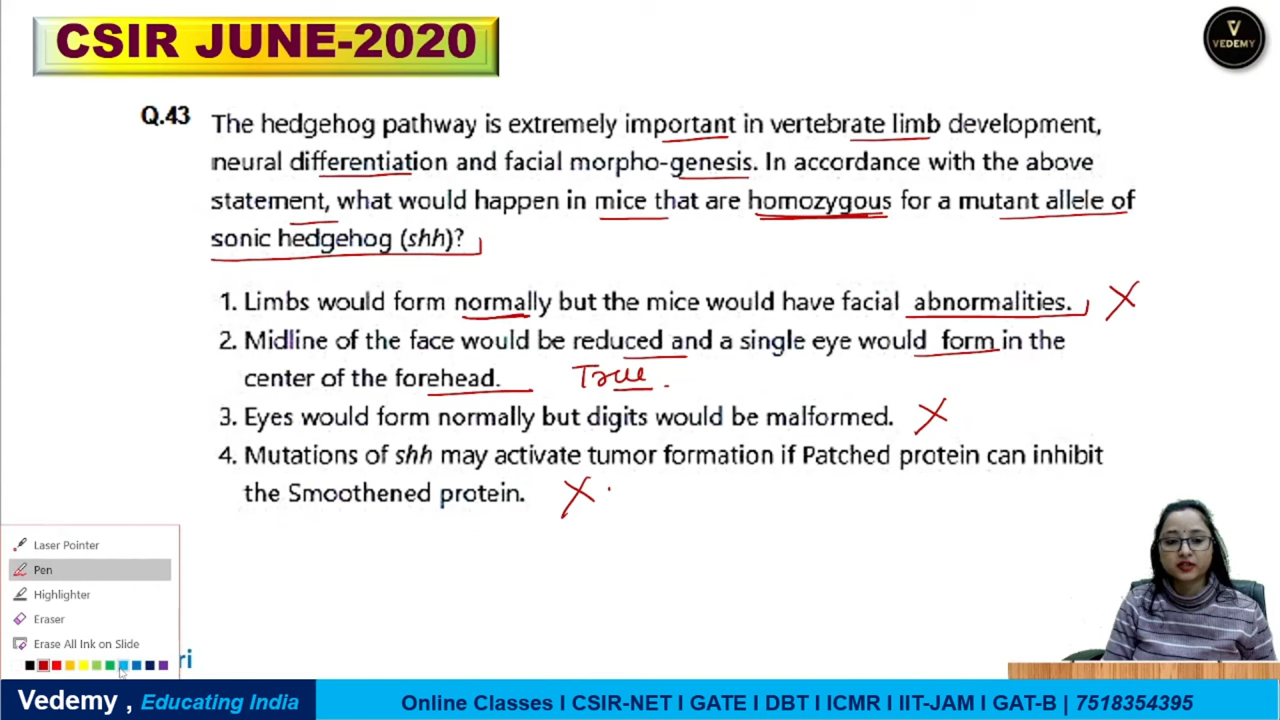 CSIR JUNE-2020
VEDEMY
Q.43 The hedgehog pathway is extremely important in vertebrate limb development,
neural differentiation and facial morpho-genesis. In accordance with the above
statement, what would happen in mice that are homozygous for a mutant allele of
sonic hedgehog (shh)?
1. Limbs would form normally but the mice would have facial abnormalities. X
2. Midline of the face would be reduced and a single eye would form in the
center of the forehead. True.
3. Eyes would form normally but digits would be malformed. X
4. Mutations of shh may activate tumor formation if Patched protein can inhibit
the Smoothened protein. X
Laser Pointer
Pen
Highlighter
Eraser
Erase All Ink on Slide
ri
Vedemy , Educating India
Online Classes I CSIR-NET I GATE I DBT I ICMR I IIT-JAM I GAT-B | 7518354395